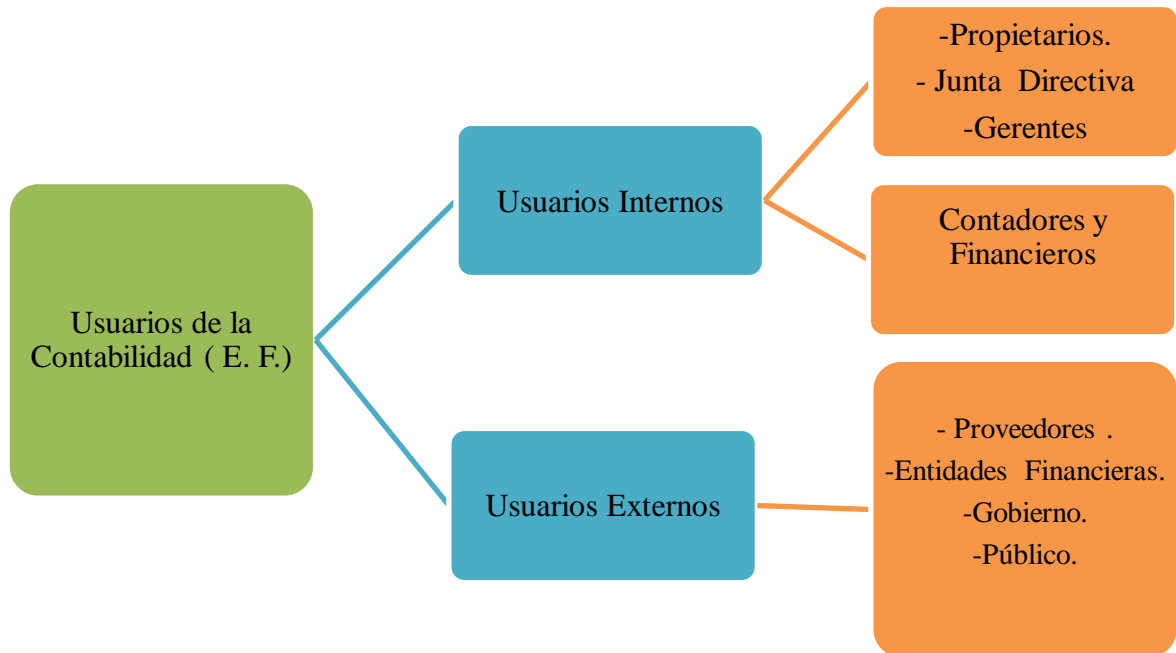 Usuarios de la
Contabilidad ( E. F.)
Usuarios Internos
-Propietarios.
- Junta Directiva
-Gerentes
Contadores y
Financieros
Usuarios Externos
- Proveedores .
-Entidades Financieras.
-Gobierno.
-Público.